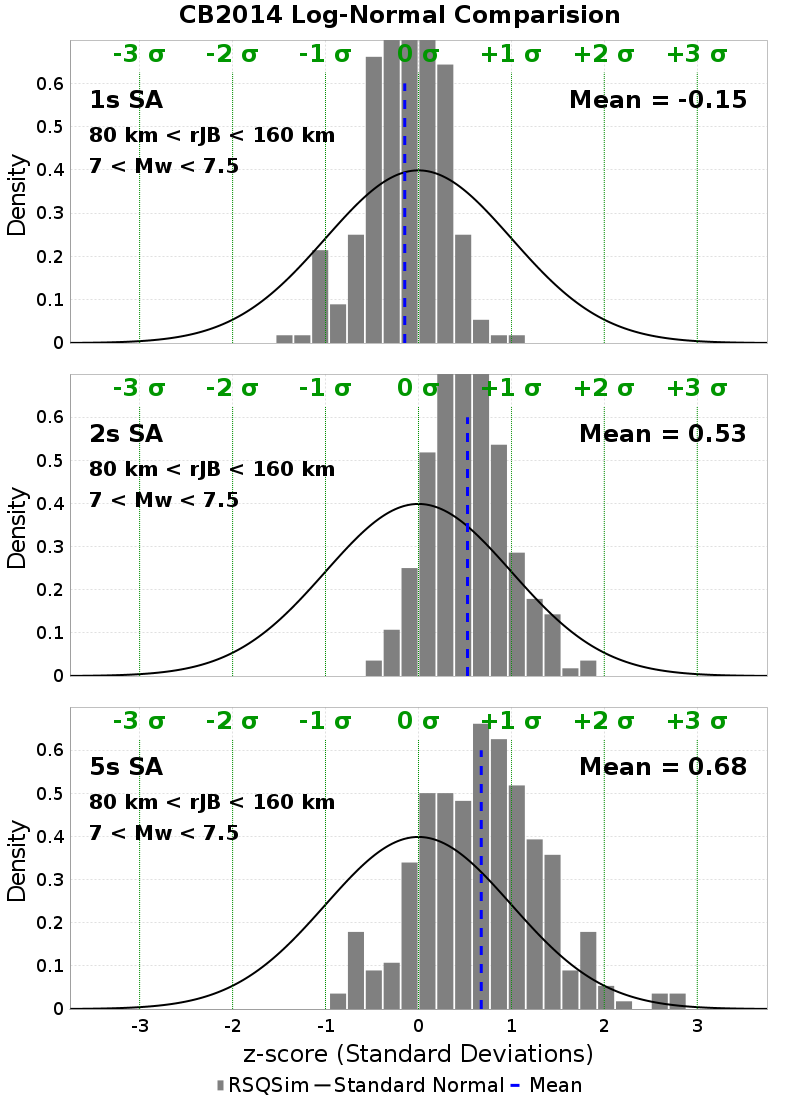 CB2014 Log-Normal Comparision
-3 σ -2 σ -1 σ 0 σ +1 σ +2 σ +3 σ
0.6
1s SA Mean = -0.15
0.5
80 km < rJB < 160 km
7 < Mw < 7.5
0.4
Density
0.3
0.2
0.1
0
-3 σ -2 σ -1 σ 0 σ +1 σ +2 σ +3 σ
0.6
2s SA Mean = 0.53
0.5
80 km < rJB < 160 km
7 < Mw < 7.5
0.4
Density
0.3
0.2
0.1
0
-3 σ -2 σ -1 σ 0 σ +1 σ +2 σ +3 σ
0.6
5s SA Mean = 0.68
0.5
80 km < rJB < 160 km
7 < Mw < 7.5
0.4
Density
0.3
0.2
0.1
0
-3 -2 -1 0 1 2 3
z-score (Standard Deviations)
RSQSim Standard Normal Mean